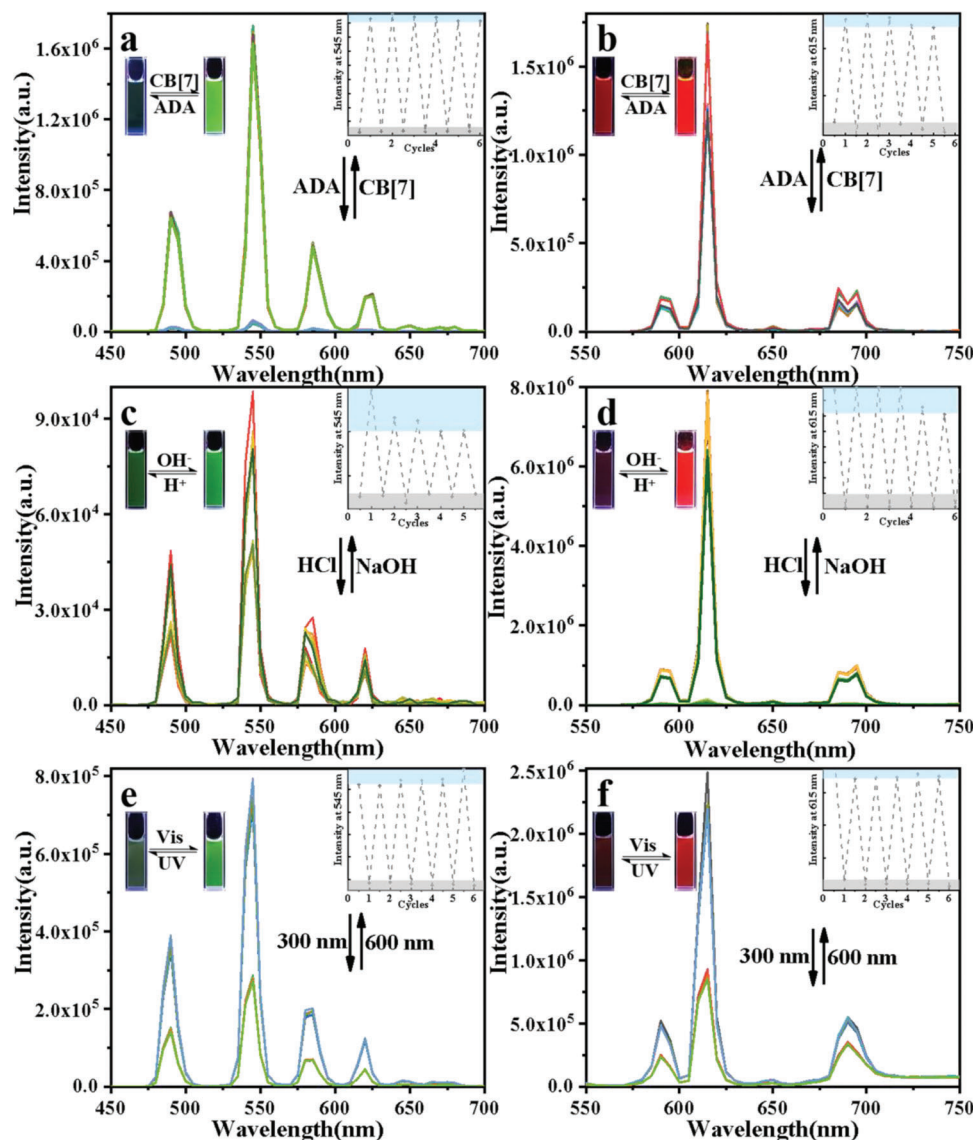 a
Intensity(a.u.)
1.6x10⁶
1.2x10⁶
8.0x10⁵
4.0x10⁵
0.0
CB[7]
ADA
Intensity at 545 nm
0 2 4 6
Cycles
ADA CB[7]
450 500 550 600 650 700
Wavelength(nm)
b
Intensity(a.u.)
1.5x10⁶
1.0x10⁶
5.0x10⁵
0.0
CB[7]
ADA
Intensity at 615 nm
0 1 2 3 4 5 6
Cycles
ADA CB[7]
550 600 650 700 750
Wavelength(nm)
c
Intensity(a.u.)
9.0x10⁴
6.0x10⁴
3.0x10⁴
0.0
OH⁻
H⁺
Intensity at 545 nm
0 1 2 3 4 5
Cycles
HCl NaOH
450 500 550 600 650 700
Wavelength(nm)
d
Intensity(a.u.)
8.0x10⁶
6.0x10⁶
4.0x10⁶
2.0x10⁶
0.0
OH⁻
H⁺
Intensity at 615 nm
0 1 2 3 4 5 6
Cycles
HCl NaOH
550 600 650 700 750
Wavelength(nm)
e
Intensity(a.u.)
8.0x10⁵
6.0x10⁵
4.0x10⁵
2.0x10⁵
0.0
Vis
UV
Intensity at 545 nm
0 1 2 3 4 5 6
Cycles
300 nm 600 nm
450 500 550 600 650 700
Wavelength(nm)
f
Intensity(a.u.)
2.5x10⁶
2.0x10⁶
1.5x10⁶
1.0x10⁶
5.0x10⁵
0.0
Vis
UV
Intensity at 615 nm
0 1 2 3 4 5 6
Cycles
300 nm 600 nm
550 600 650 700 750
Wavelength(nm)